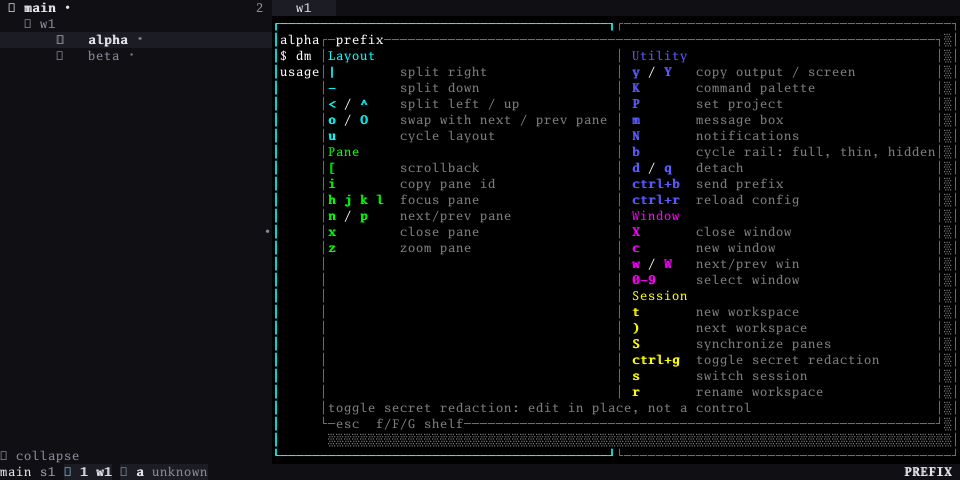 main • 2 w1
w1
alpha •
beta •
alpha prefix
$ dm
usage
Layout
| split right
- split down
< / ^ split left / up
o / O swap with next / prev pane
u cycle layout
Pane
[ scrollback
i copy pane id
h j k l focus pane
n / p next/prev pane
x close pane
z zoom pane
Utility
y / Y copy output / screen
K command palette
P set project
m message box
N notifications
b cycle rail: full, thin, hidden
d / q detach
ctrl+b send prefix
ctrl+r reload config
Window
X close window
c new window
w / W next/prev win
0-9 select window
Session
t new workspace
) next workspace
S synchronize panes
ctrl+g toggle secret redaction
s switch session
r rename workspace
toggle secret redaction: edit in place, not a control
esc f/F/G shelf
collapse
main s1 1 w1 a unknown PREFIX